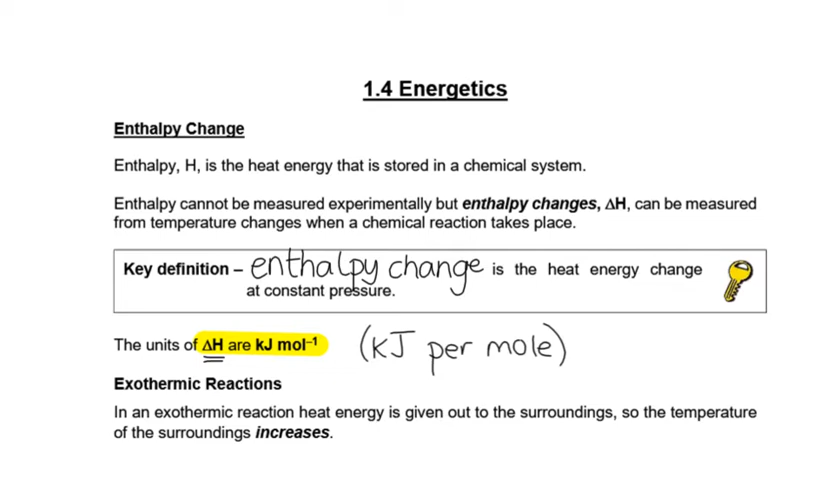 1.4 Energetics
Enthalpy Change
Enthalpy, H, is the heat energy that is stored in a chemical system.
Enthalpy cannot be measured experimentally but enthalpy changes, ΔH, can be measured
from temperature changes when a chemical reaction takes place.
Key definition – enthalpy change is the heat energy change
at constant pressure.
The units of ΔH are kJ mol⁻¹ (kJ per mole)
Exothermic Reactions
In an exothermic reaction heat energy is given out to the surroundings, so the temperature
of the surroundings increases.